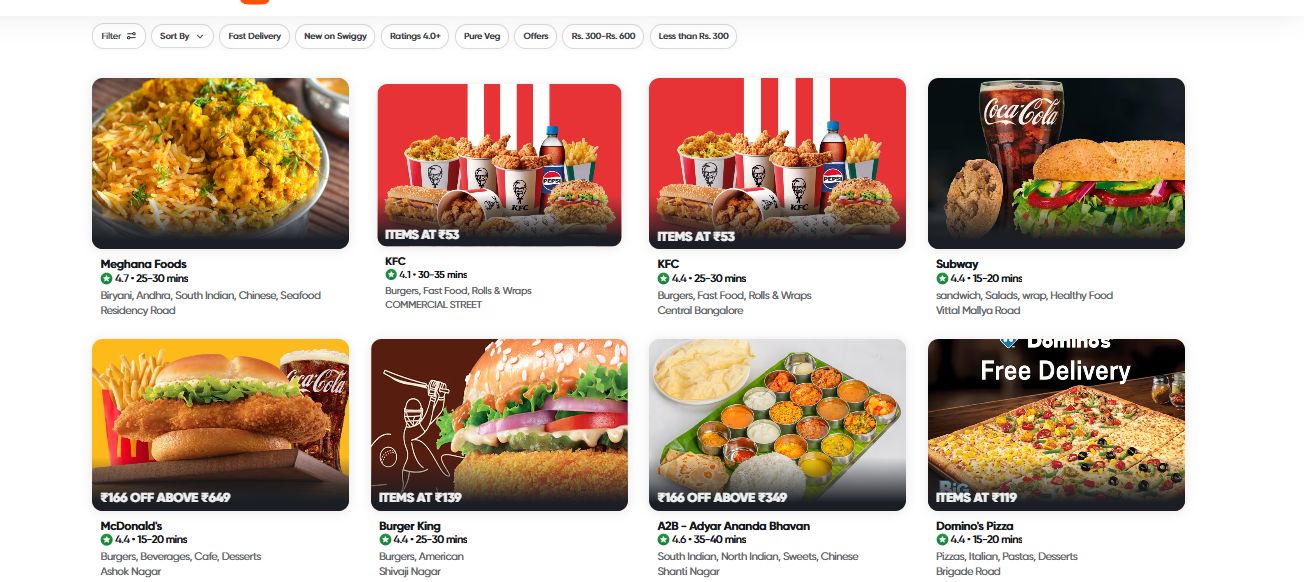 Filter
Sort By
Fast Delivery
New on Swiggy
Ratings 4.0+
Pure Veg
Offers
Rs. 300-Rs. 600
Less than Rs. 300
ITEMS AT ₹53
KFC
PEPSI
ITEMS AT ₹53
KFC
PEPSI
Coca-Cola
Meghana Foods
4.7 • 25-30 mins
Biryani, Andhra, South Indian, Chinese, Seafood
Residency Road
KFC
4.1 • 30-35 mins
Burgers, Fast Food, Rolls & Wraps
COMMERCIAL STREET
KFC
4.4 • 25-30 mins
Burgers, Fast Food, Rolls & Wraps
Central Bangalore
Subway
4.4 • 15-20 mins
sandwich, Salads, wrap, Healthy Food
Vittal Mallya Road
Coca-Cola
₹166 OFF ABOVE ₹649
ITEMS AT ₹139
₹166 OFF ABOVE ₹349
Domino's
Free Delivery
BIG
ITEMS AT ₹119
McDonald's
4.4 • 15-20 mins
Burgers, Beverages, Cafe, Desserts
Ashok Nagar
Burger King
4.4 • 25-30 mins
Burgers, American
Shivaji Nagar
A2B - Adyar Ananda Bhavan
4.6 • 35-40 mins
South Indian, North Indian, Sweets, Chinese
Shanti Nagar
Domino's Pizza
4.4 • 15-20 mins
Pizzas, Italian, Pastas, Desserts
Brigade Road